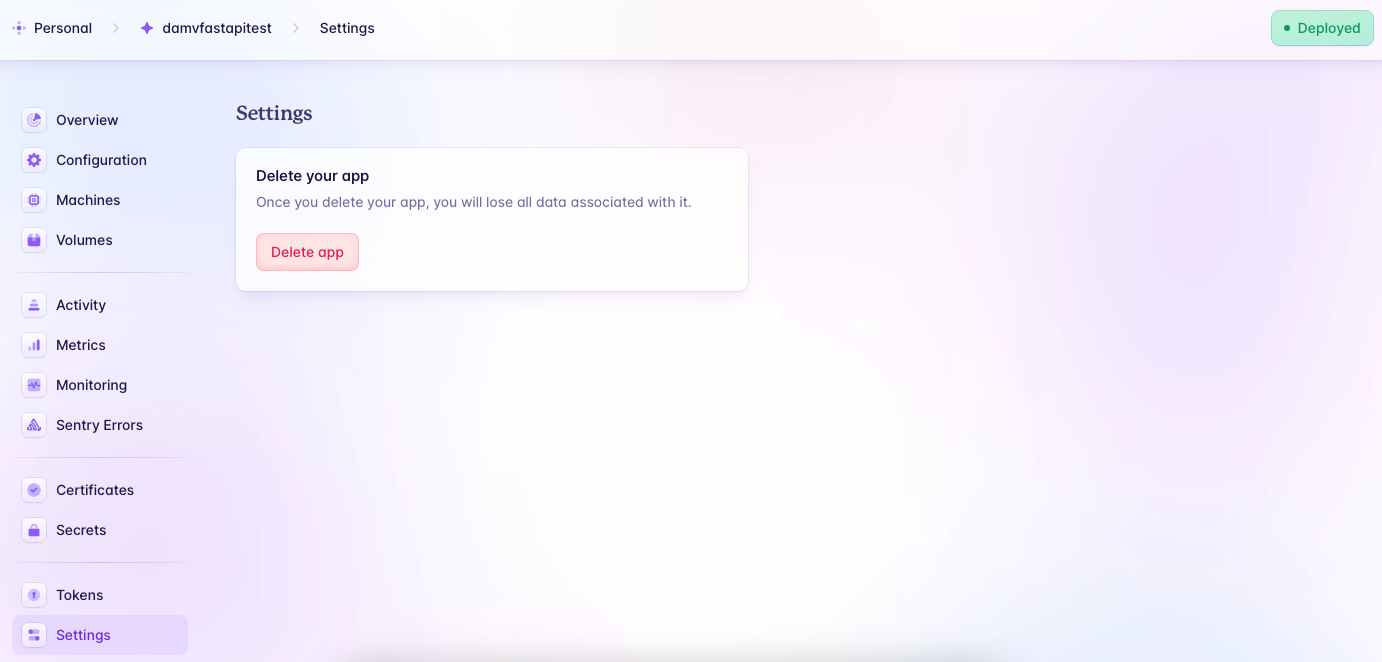 Personal
damvfastapitest
Settings
Deployed
Overview
Configuration
Machines
Volumes
Activity
Metrics
Monitoring
Sentry Errors
Certificates
Secrets
Tokens
Settings
Settings
Delete your app
Once you delete your app, you will lose all data associated with it.
Delete app